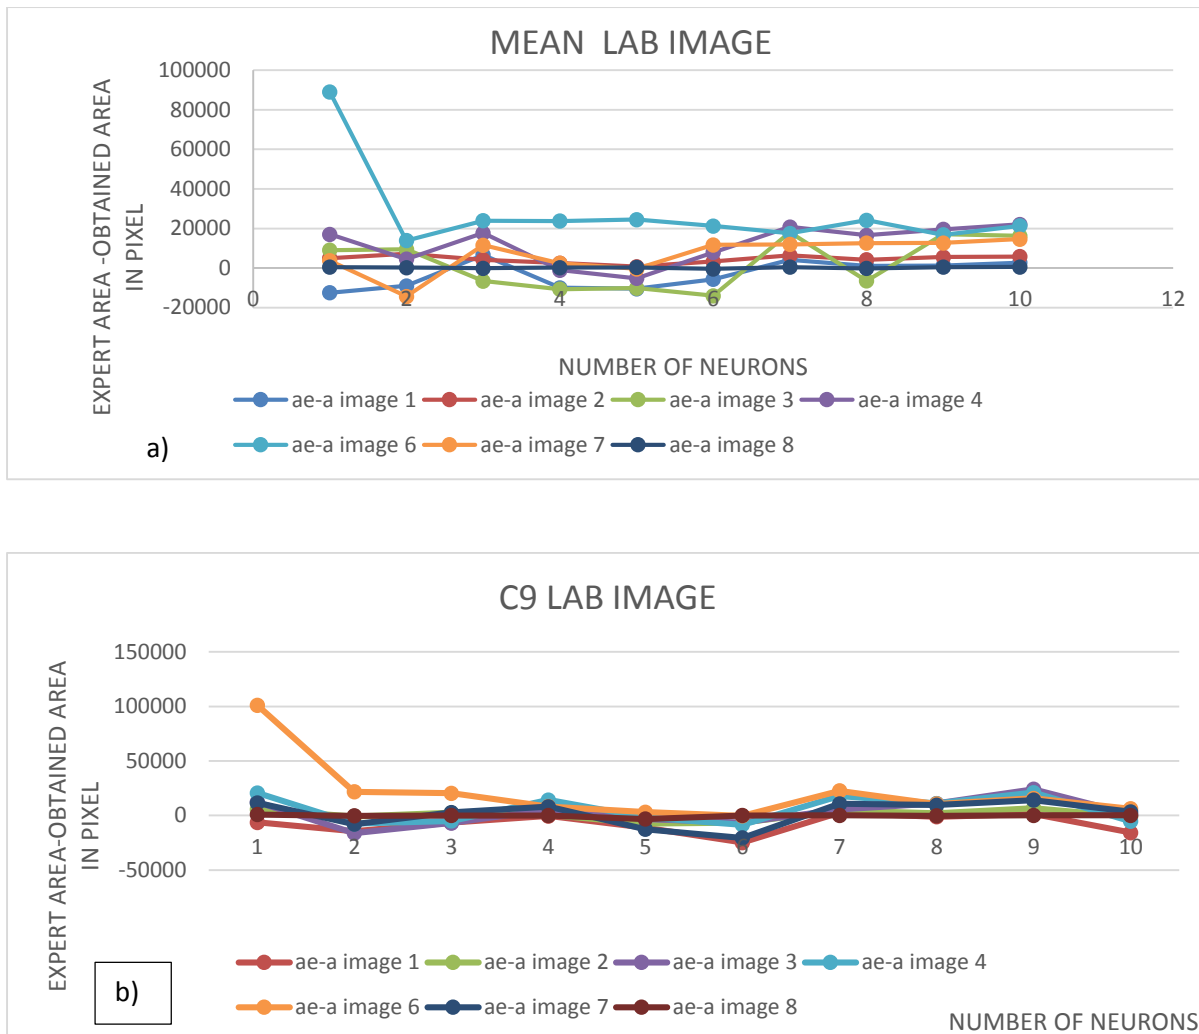 MEAN LAB IMAGE
EXPERT AREA -OBTAINED AREA
IN PIXEL
100000
80000
60000
40000
20000
0
-20000
0 2 4 6 8 10 12
NUMBER OF NEURONS
ae-a image 1 ae-a image 2 ae-a image 3 ae-a image 4
ae-a image 6 ae-a image 7 ae-a image 8
a)
C9 LAB IMAGE
EXPERT AREA-OBTAINED AREA
IN PIXEL
150000
100000
50000
0
-50000
1 2 3 4 5 6 7 8 9 10
ae-a image 1 ae-a image 2 ae-a image 3 ae-a image 4
ae-a image 6 ae-a image 7 ae-a image 8
b)
NUMBER OF NEURONS